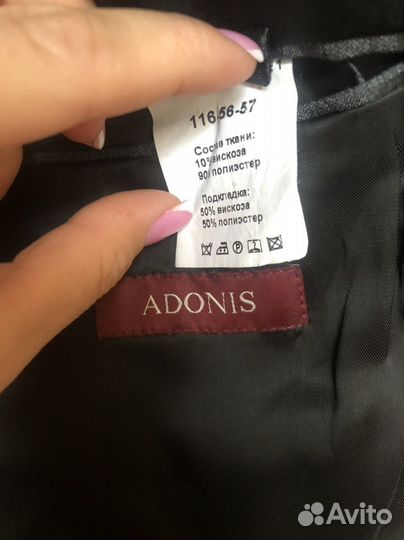 116 56-57
Состав ткани:
10% вискоза
90% полиэстер
Подкладка:
50% вискоза
50% полиэстер
ADONIS
Avito